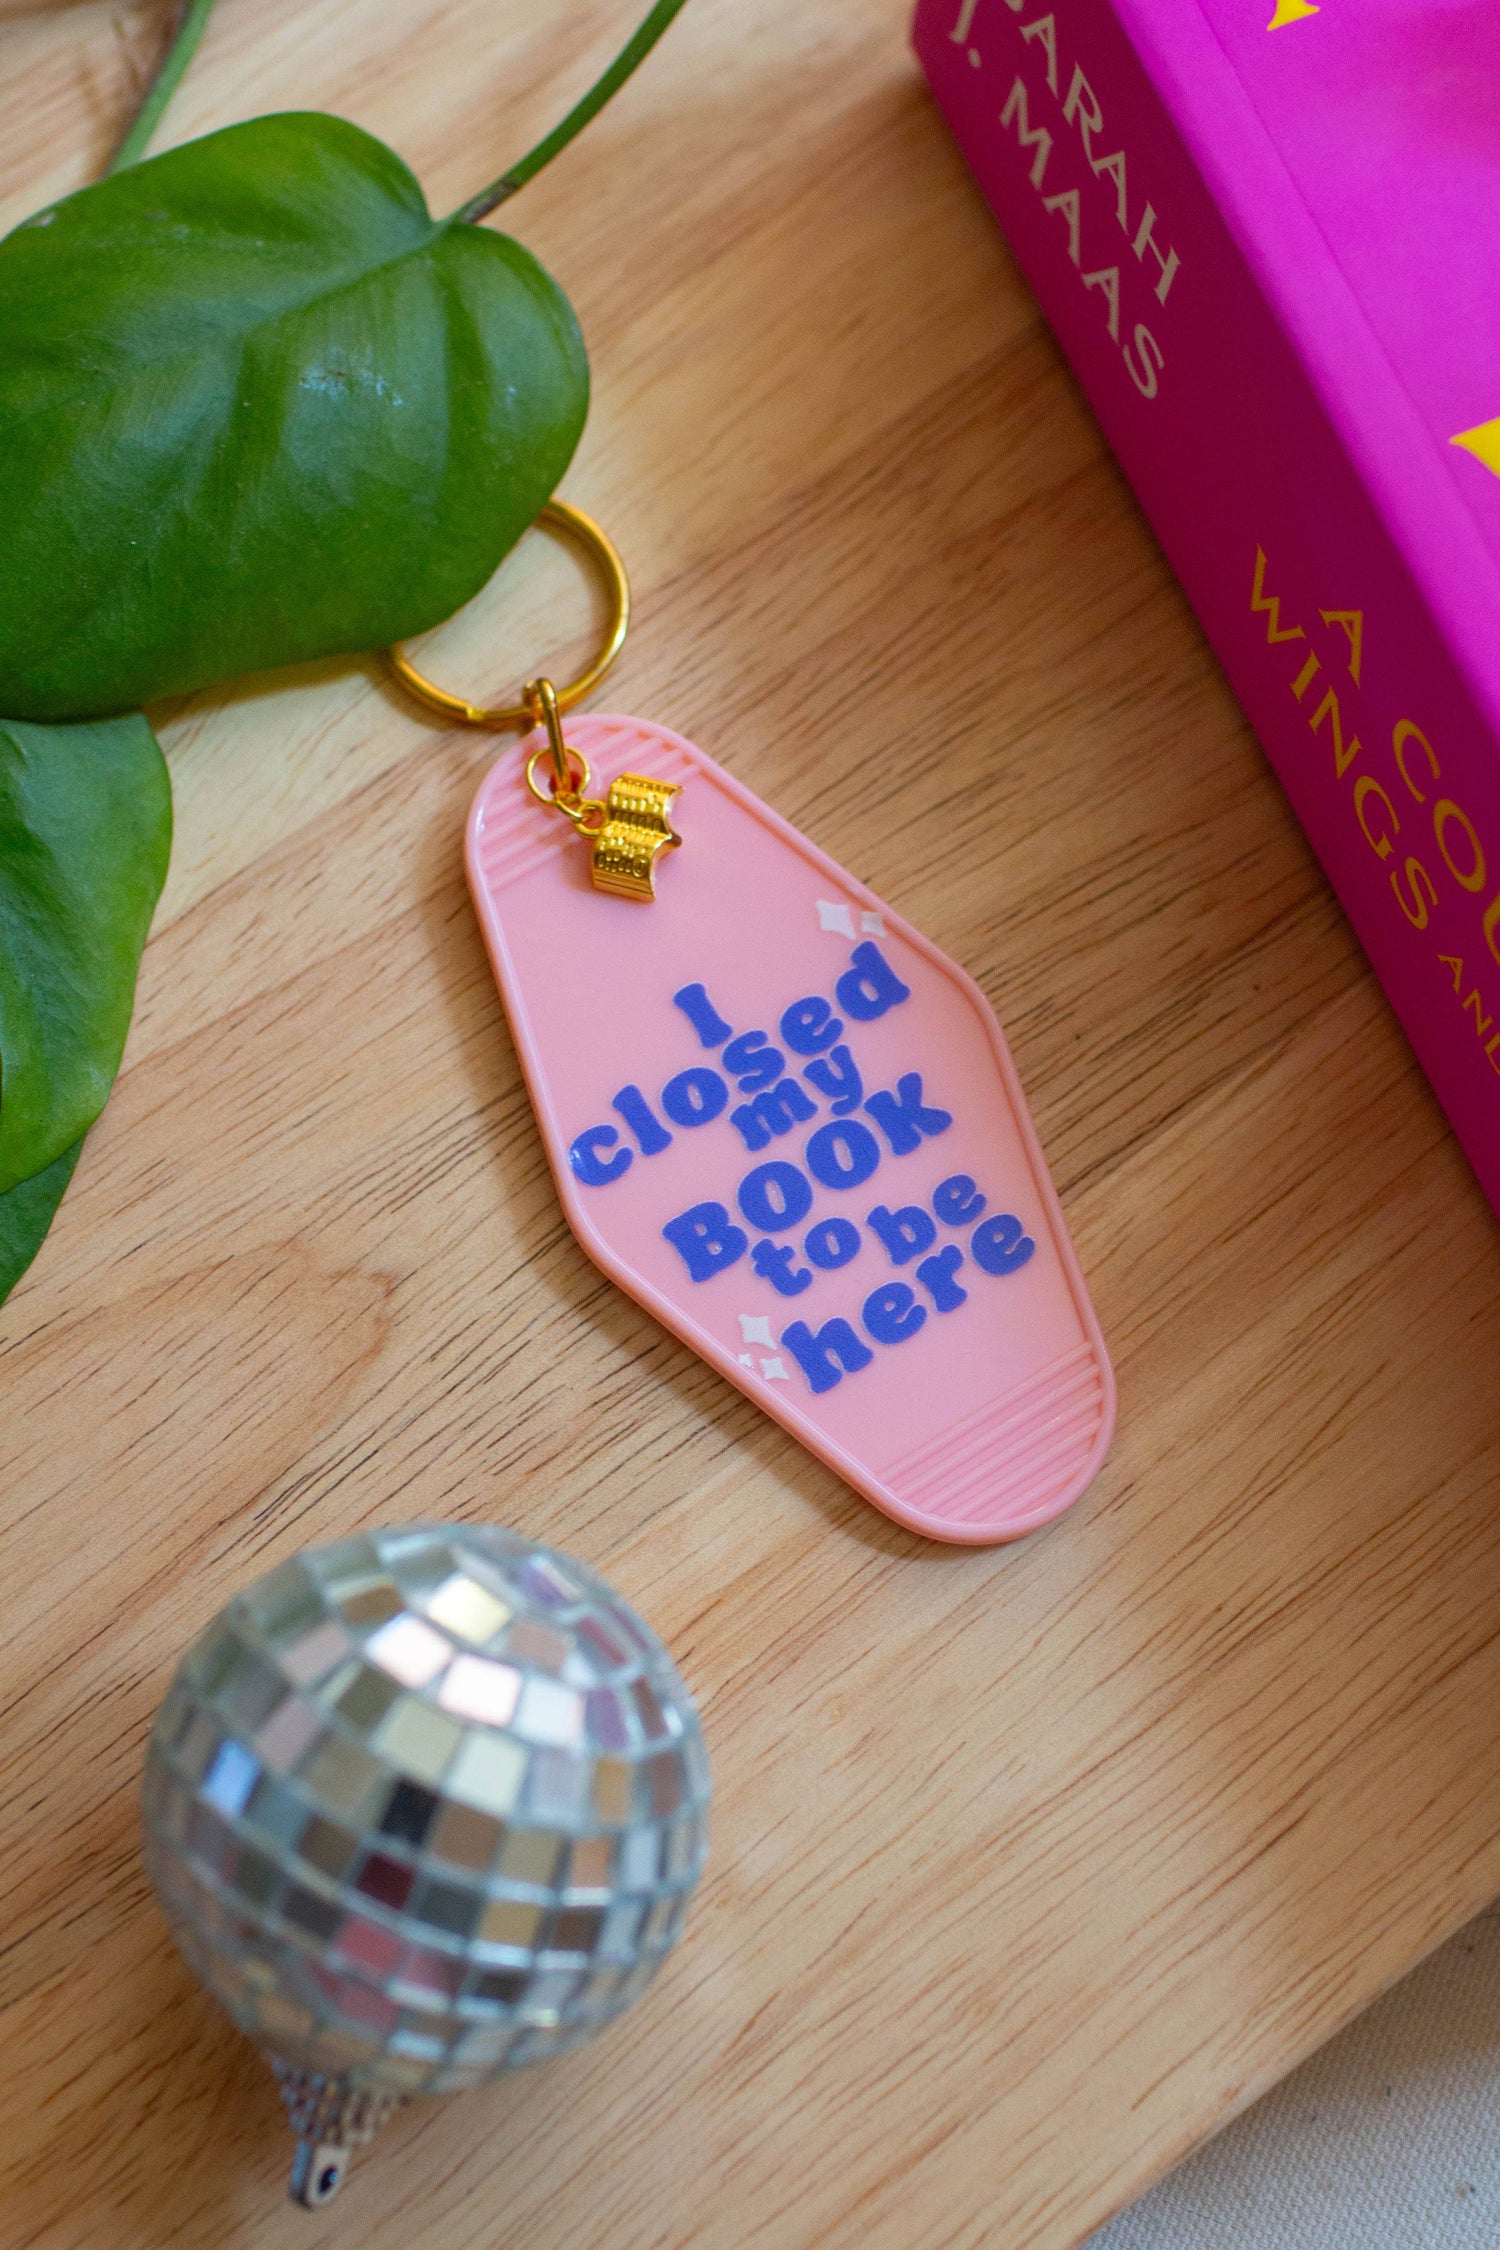 I
closed
my
BOOK
to be
here
SARAH
J. MAAS
A COU
WINGS AND